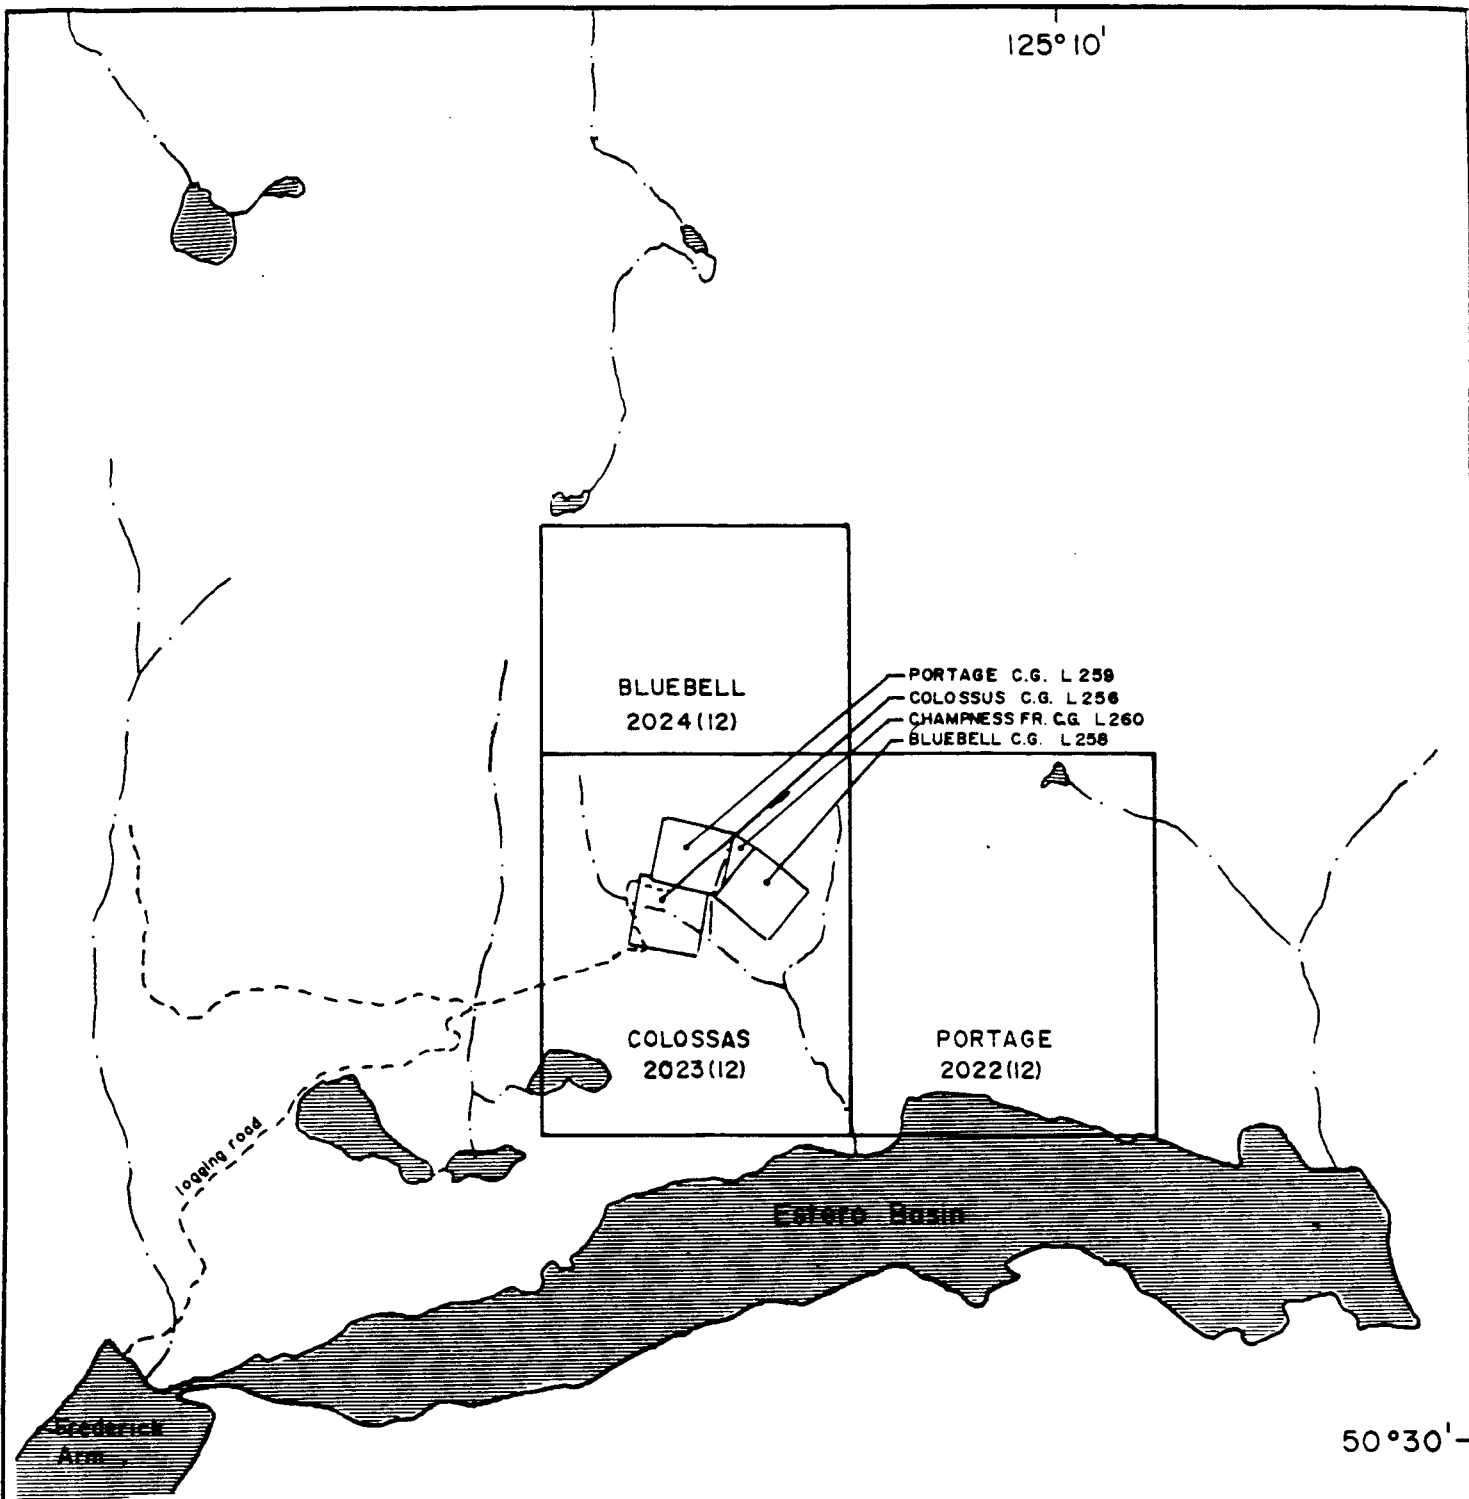 125°10'
BLUEBELL
2024(12)
PORTAGE C.G. L 259
COLOSSUS C.G. L 256
CHAMPNESS FR. C.G. L260
BLUEBELL C.G. L 258
COLOSSAS
2023(12)
PORTAGE
2022(12)
logging road
Estero Basin
Frederick
Arm
50°30'